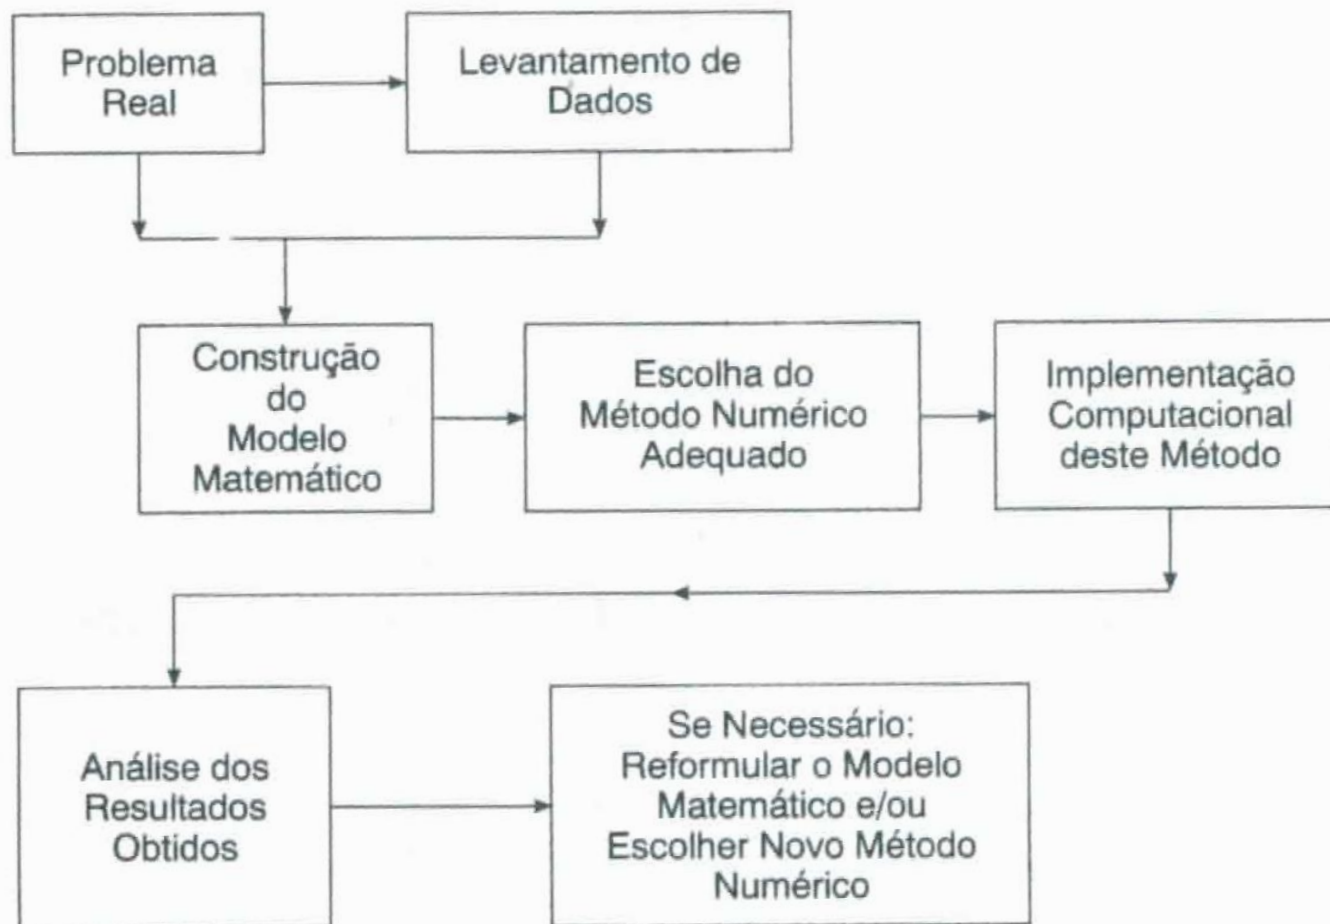 Problema
Real
Levantamento de
Dados
Construção
do
Modelo
Matemático
Escolha do
Método Numérico
Adequado
Implementação
Computacional
deste Método
Análise dos
Resultados
Obtidos
Se Necessário:
Reformular o Modelo
Matemático e/ou
Escolher Novo Método
Numérico